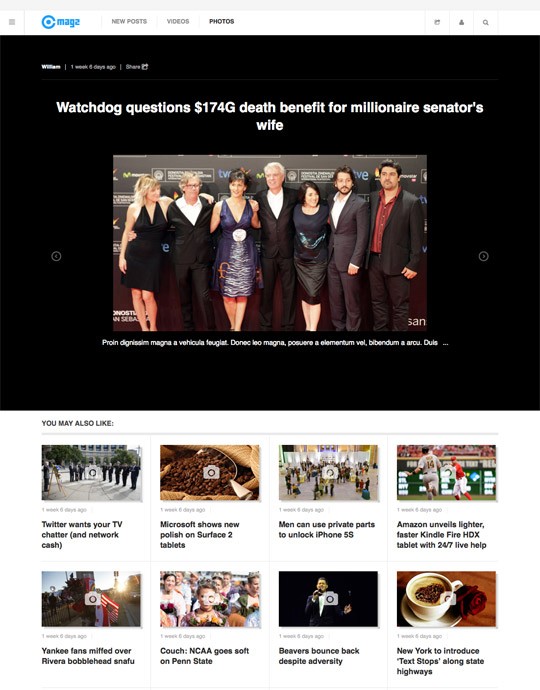 magz NEW POSTS VIDEOS PHOTOS
William | 1 week 6 days ago | Share
Watchdog questions $174G death benefit for millionaire senator's
wife
Proin dignissim magna a vehicula feugiat. Donec leo magna, posuere a elementum vel, bibendum a arcu. Duis ...
YOU MAY ALSO LIKE:
1 week 6 days ago
Twitter wants your TV
chatter (and network
cash)
1 week 6 days ago
Microsoft shows new
polish on Surface 2
tablets
1 week 6 days ago
Men can use private parts
to unlock iPhone 5S
1 week 6 days ago
Amazon unveils lighter,
faster Kindle Fire HDX
tablet with 24/7 live help
1 week 6 days ago
Yankee fans miffed over
Rivera bobblehead snafu
1 week 6 days ago
Couch: NCAA goes soft
on Penn State
1 week 6 days ago
Beavers bounce back
despite adversity
1 week 6 days ago
New York to introduce
'Text Stops' along state
highways